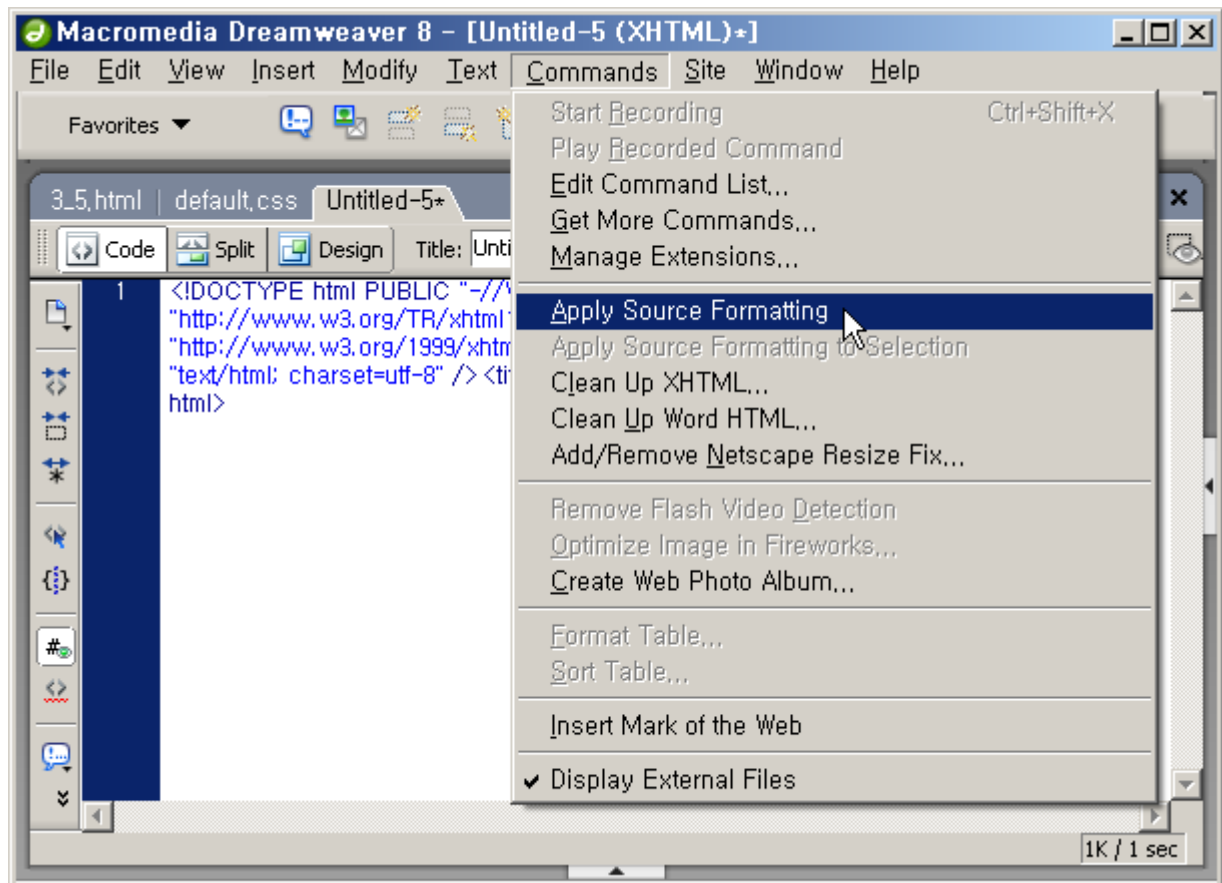 Macromedia Dreamweaver 8 - [Untitled-5 (XHTML)*]
File Edit View Insert Modify Text Commands Site Window Help
Favorites
3_5.html default.css Untitled-5*
Code Split Design Title: Unti
1
<!DOCTYPE html PUBLIC "-//
"http://www.w3.org/TR/xhtml1
"http://www.w3.org/1999/xhtm
"text/html; charset=utf-8" /><ti
html>
Start Recording Ctrl+Shift+X
Play Recorded Command
Edit Command List...
Get More Commands...
Manage Extensions...
Apply Source Formatting
Apply Source Formatting to Selection
Clean Up XHTML...
Clean Up Word HTML...
Add/Remove Netscape Resize Fix...
Remove Flash Video Detection
Optimize Image in Fireworks...
Create Web Photo Album...
Format Table...
Sort Table...
Insert Mark of the Web
Display External Files
1K / 1 sec